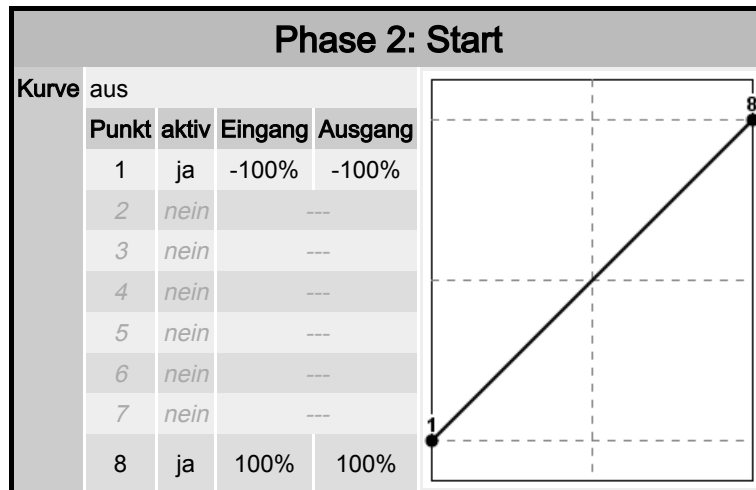 Phase 2: Start
Kurve aus
Punkt aktiv Eingang Ausgang
1 ja -100% -100%
2 nein ---
3 nein ---
4 nein ---
5 nein ---
6 nein ---
7 nein ---
8 ja 100% 100%
8
1